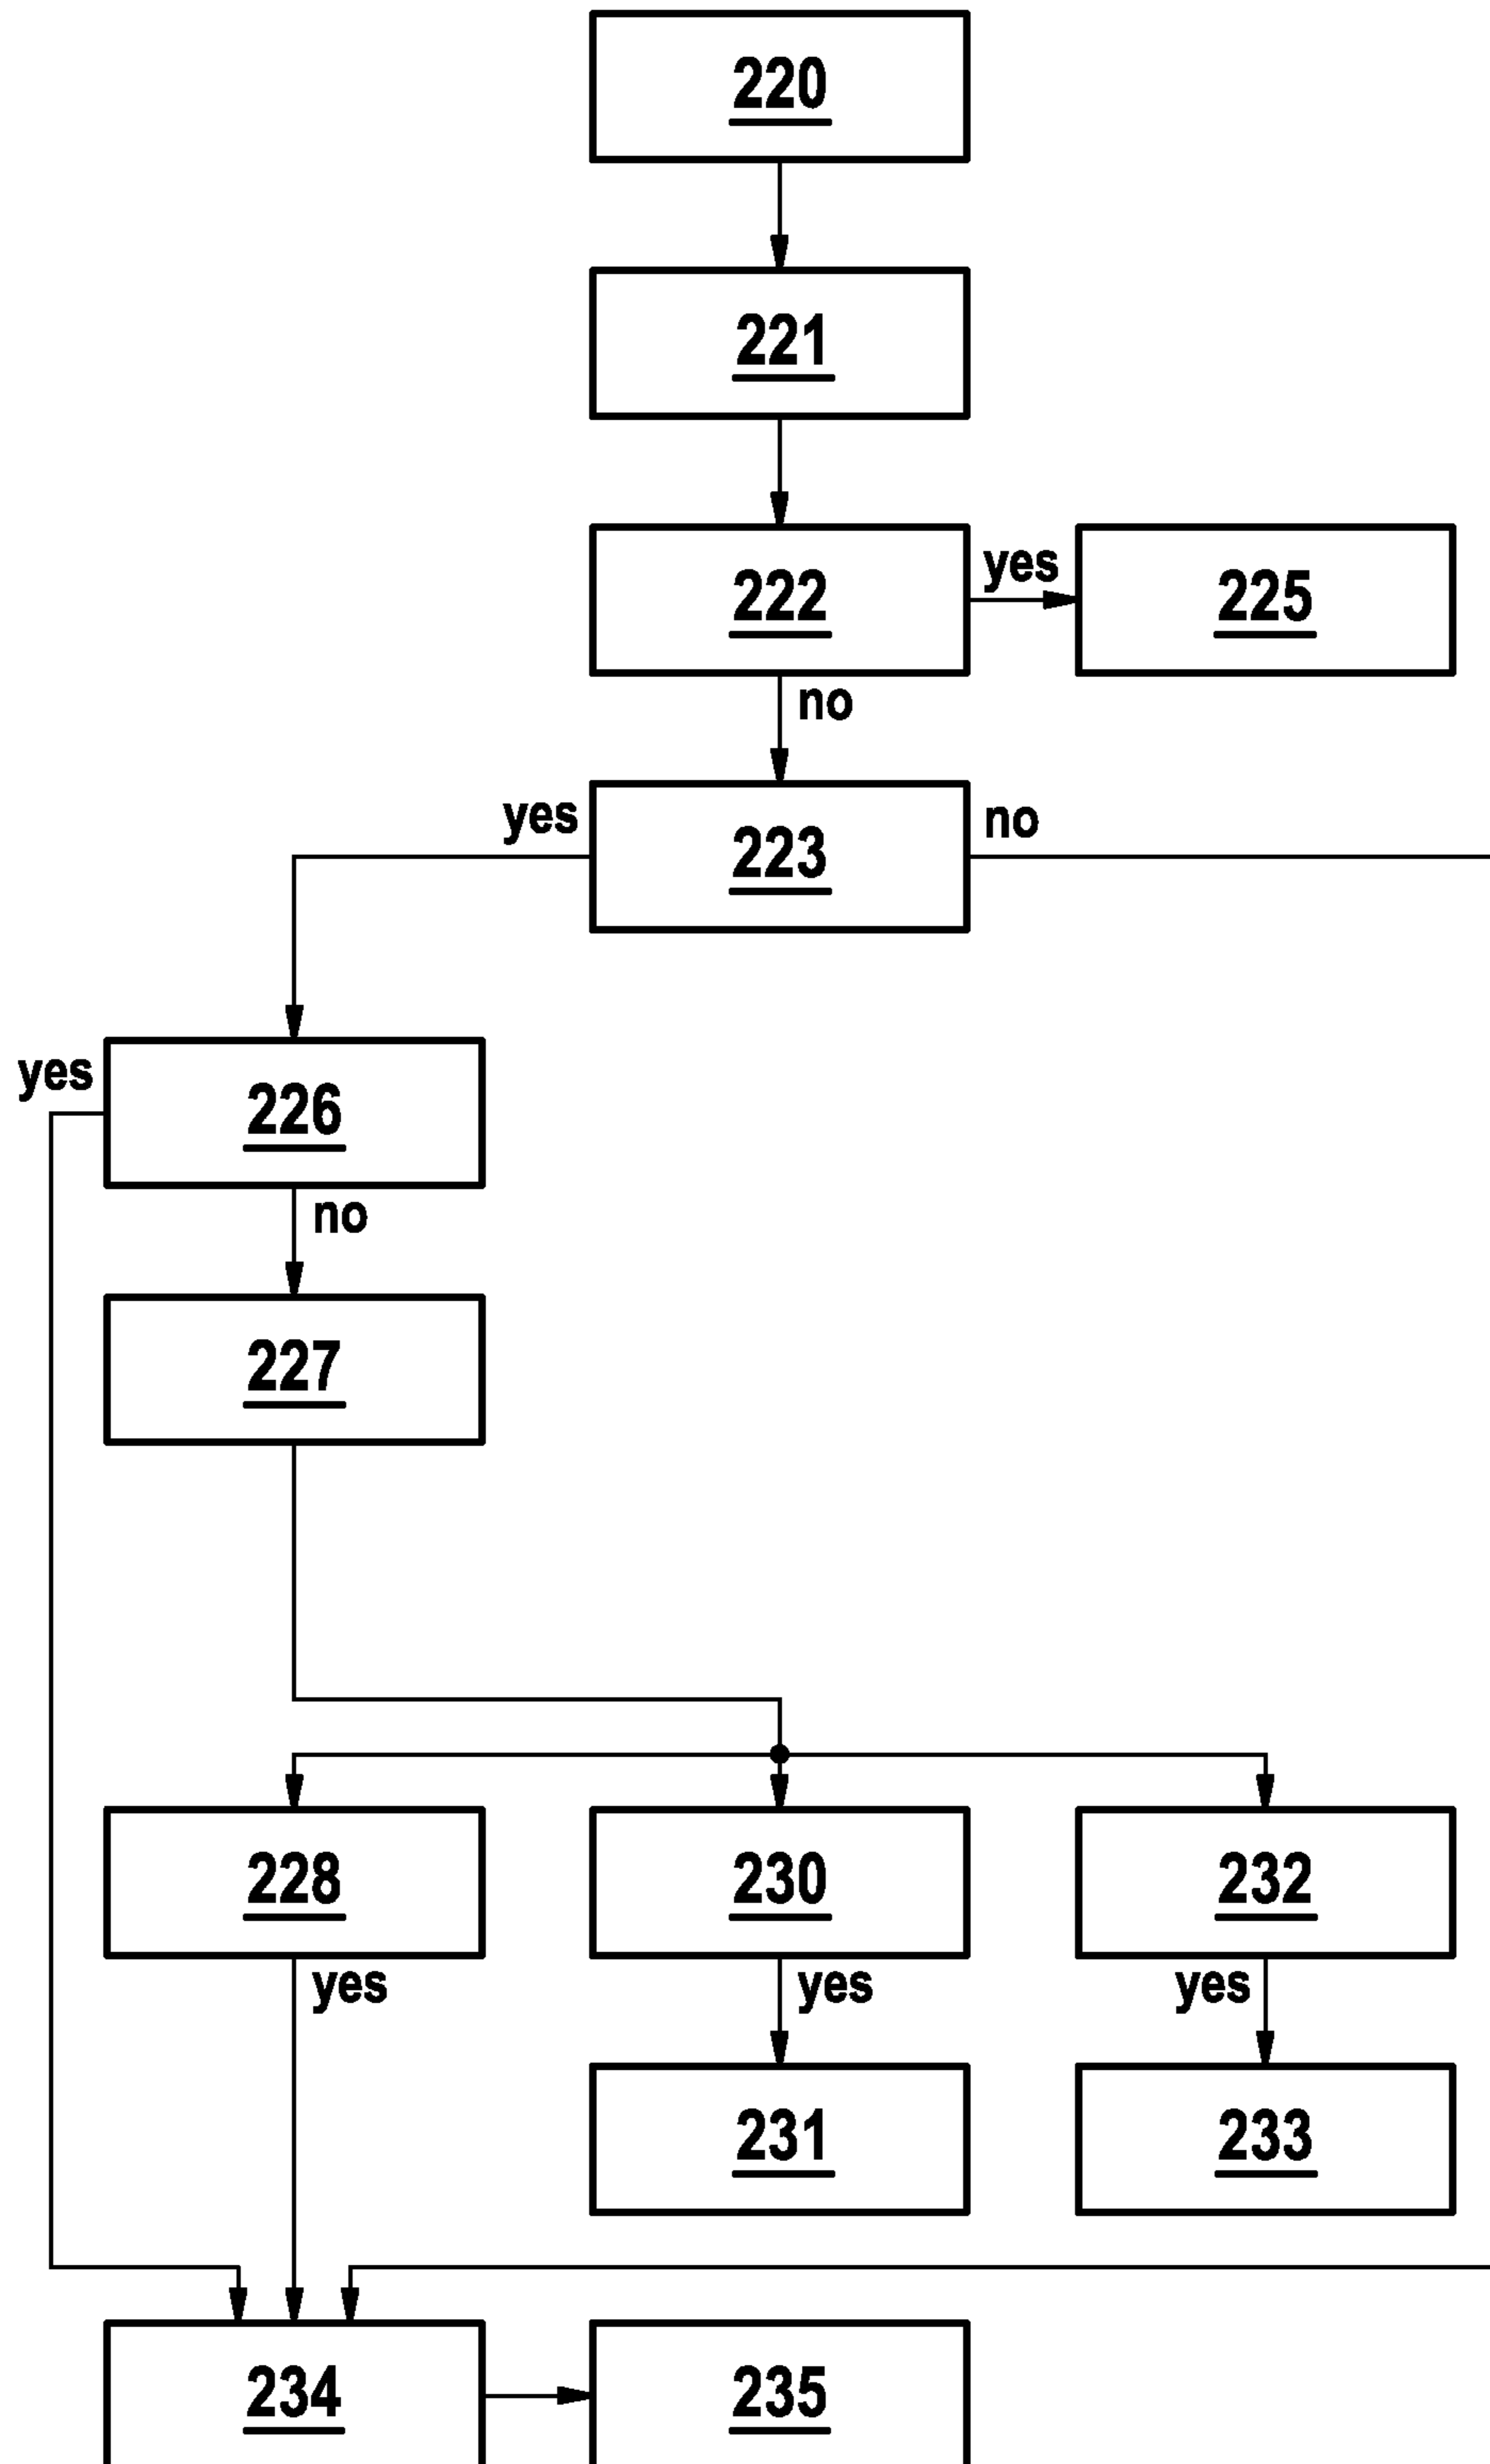 220
221
222
yes
225
no
yes
223
no
yes
226
no
227
228
230
232
yes
yes
yes
231
233
234
235